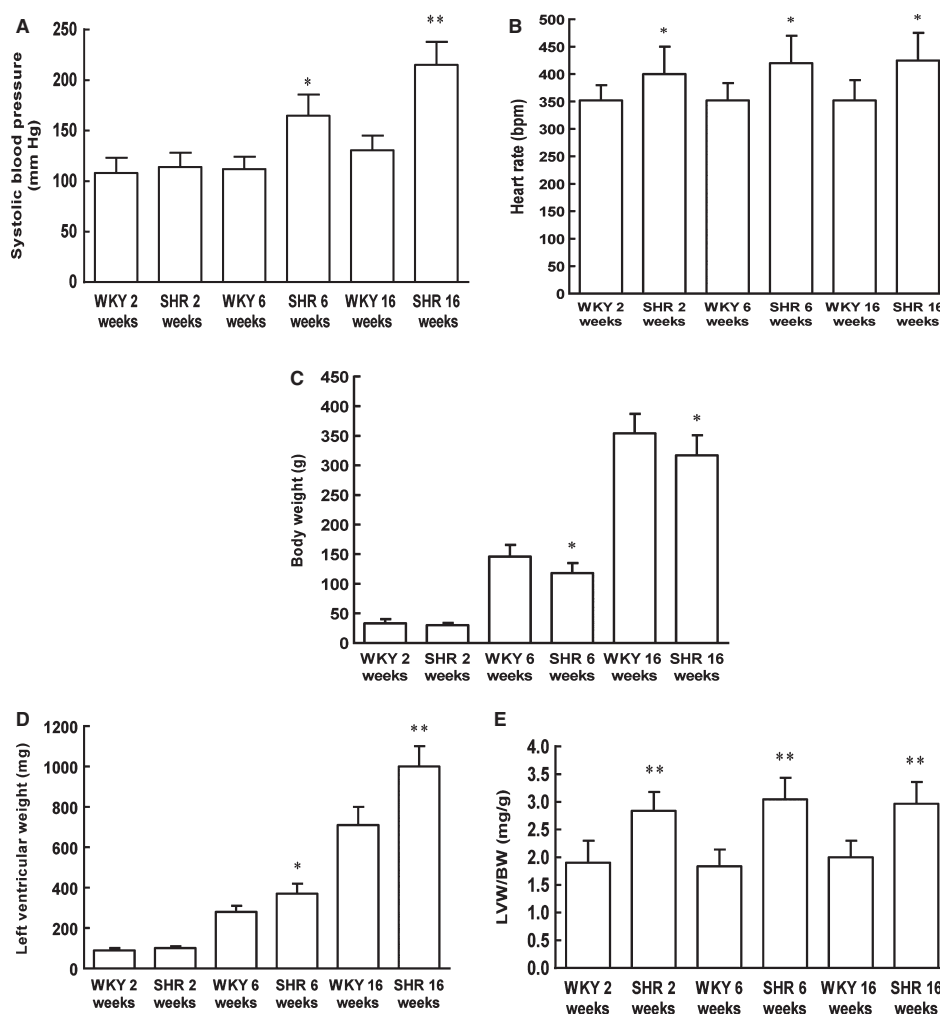 A
Systolic blood pressure
(mm Hg)
250
200
150
100
50
0
*
**
WKY 2 SHR 2 WKY 6 SHR 6 WKY 16 SHR 16
weeks weeks weeks weeks weeks weeks
B
Heart rate (bpm)
500
450
400
350
300
250
200
150
100
50
0
* * *
WKY 2 SHR 2 WKY 6 SHR 6 WKY 16 SHR 16
weeks weeks weeks weeks weeks weeks
C
Body weight (g)
450
400
350
300
250
200
150
100
50
0
* *
WKY 2 SHR 2 WKY 6 SHR 6 WKY 16 SHR 16
weeks weeks weeks weeks weeks weeks
D
Left ventricular weight (mg)
1200
1000
800
600
400
200
0
* **
WKY 2 SHR 2 WKY 6 SHR 6 WKY 16 SHR 16
weeks weeks weeks weeks weeks weeks
E
LVW/BW (mg/g)
4.0
3.5
3.0
2.5
2.0
1.5
1.0
0.5
0.0
** ** **
WKY 2 SHR 2 WKY 6 SHR 6 WKY 16 SHR 16
weeks weeks weeks weeks weeks weeks